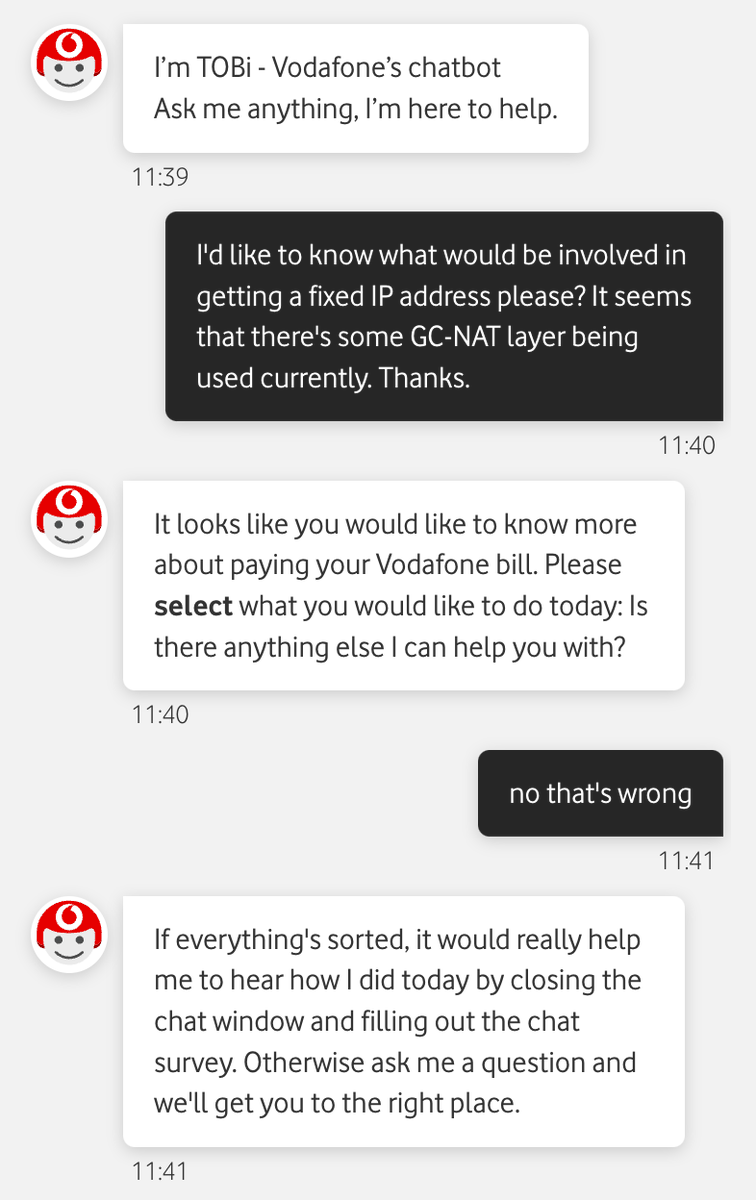 I’m TOBi - Vodafone’s chatbot
Ask me anything, I’m here to help.
11:39
I'd like to know what would be involved in
getting a fixed IP address please? It seems
that there's some GC-NAT layer being
used currently. Thanks.
11:40
It looks like you would like to know more
about paying your Vodafone bill. Please
select what you would like to do today: Is
there anything else I can help you with?
11:40
no that's wrong
11:41
If everything's sorted, it would really help
me to hear how I did today by closing the
chat window and filling out the chat
survey. Otherwise ask me a question and
we'll get you to the right place.
11:41